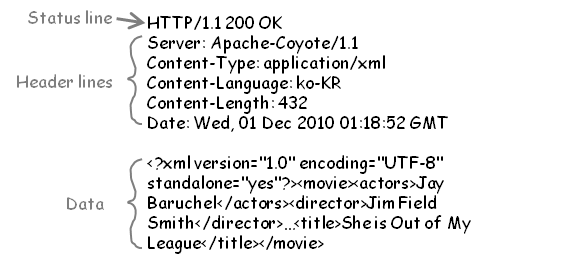 Status line
HTTP/1.1 200 OK
Header lines
Server: Apache-Coyote/1.1
Content-Type: application/xml
Content-Language: ko-KR
Content-Length: 432
Date: Wed, 01 Dec 2010 01:18:52 GMT
Data
<?xml version="1.0" encoding="UTF-8"
standalone="yes"?><movie><actors>Jay
Baruchel</actors><director>Jim Field
Smith</director>...<title>She is Out of My
League</title></movie>